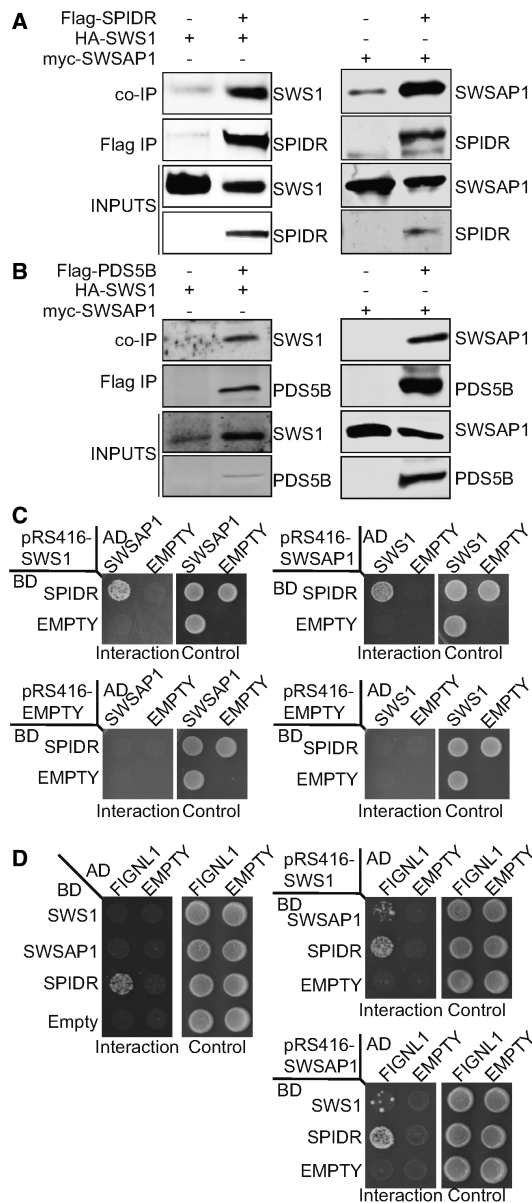 A
Flag-SPIDR - + - +
HA-SWS1 + + - -
myc-SWSAP1 - - + +
co-IP SWS1 SWSAP1
Flag IP SPIDR SPIDR
INPUTS SWS1 SWSAP1
SPIDR SPIDR
B
Flag-PDS5B - + - +
HA-SWS1 + + - -
myc-SWSAP1 - - + +
co-IP SWS1 SWSAP1
Flag IP PDS5B PDS5B
INPUTS SWS1 SWSAP1
PDS5B PDS5B
C
pRS416-SWS1 AD SWSAP1 EMPTY SWSAP1 EMPTY
BD SPIDR
EMPTY
Interaction Control
pRS416-SWSAP1 AD SWS1 EMPTY SWS1 EMPTY
BD SPIDR
EMPTY
Interaction Control
pRS416-EMPTY AD SWSAP1 EMPTY SWSAP1 EMPTY
BD SPIDR
EMPTY
Interaction Control
pRS416-EMPTY AD SWS1 EMPTY SWS1 EMPTY
BD SPIDR
EMPTY
Interaction Control
D
AD FIGNL1 EMPTY FIGNL1 EMPTY
BD
SWS1
SWSAP1
SPIDR
Empty
Interaction Control
pRS416-SWS1 AD FIGNL1 EMPTY FIGNL1 EMPTY
BD SWSAP1
SPIDR
EMPTY
Interaction Control
pRS416-SWSAP1 AD FIGNL1 EMPTY FIGNL1 EMPTY
BD SWS1
SPIDR
EMPTY
Interaction Control